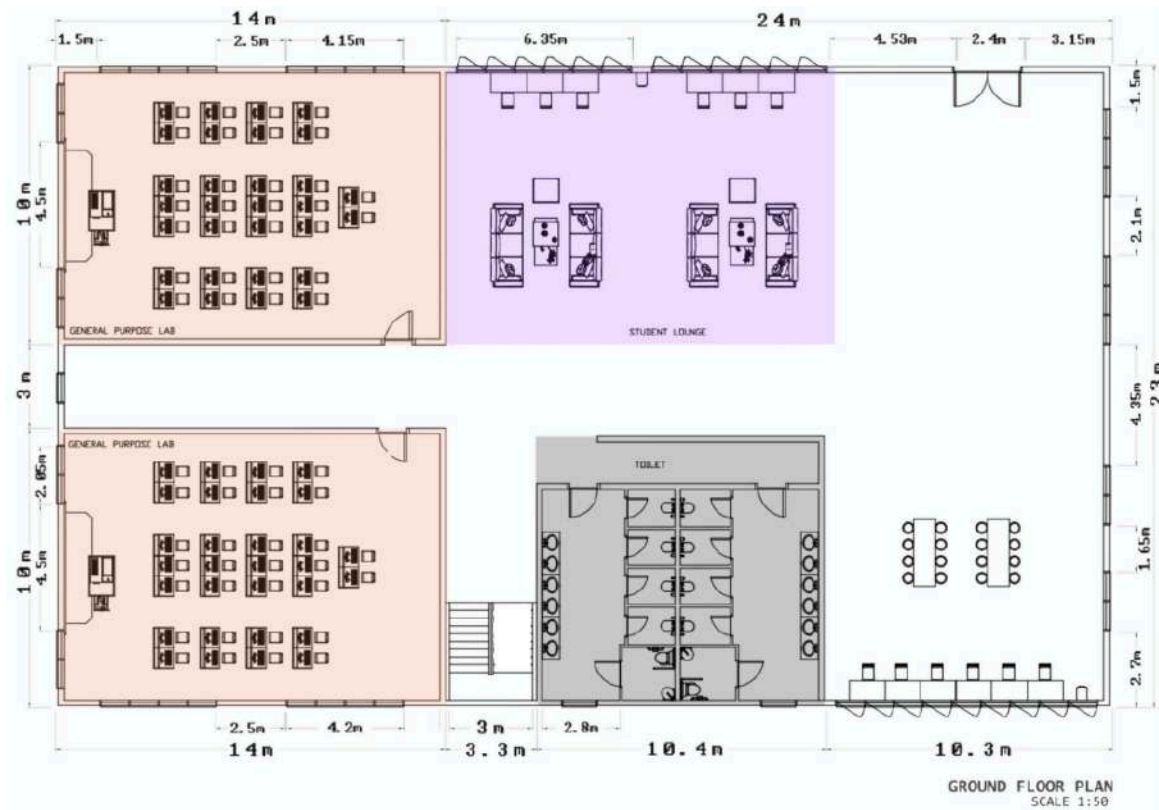 14m
24m
1.5m
2.5m
4.15m
6.35m
4.53m
2.4m
3.15m
1.5m
10m
4.5m
2.1m
GENERAL PURPOSE LAB
STUDENT LOUNGE
3m
4.35m
23m
GENERAL PURPOSE LAB
TOILET
2.05m
10m
4.5m
1.65m
2.7m
2.5m
4.2m
3m
2.8m
14m
3.3m
10.4m
10.3m
GROUND FLOOR PLAN
SCALE 1:50